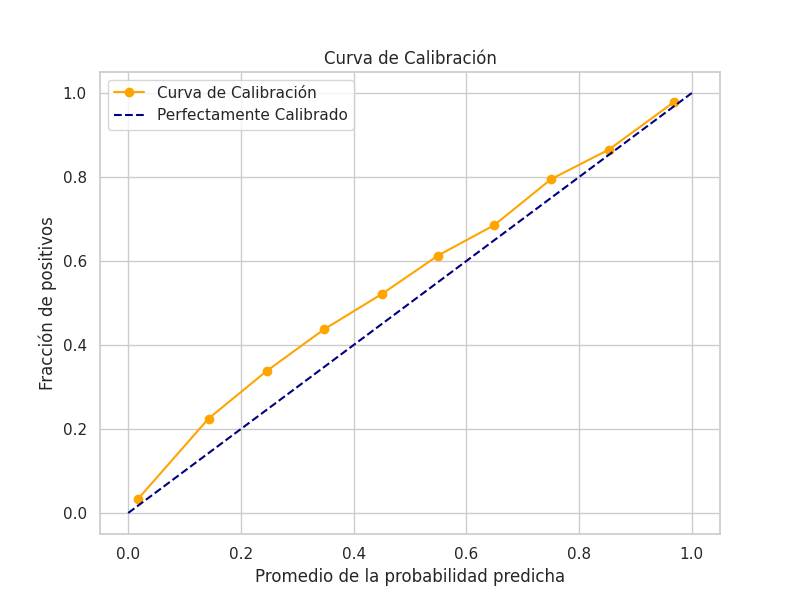 Curva de Calibración
Curva de Calibración
Perfectamente Calibrado
1.0
0.8
0.6
0.4
0.2
0.0
Fracción de positivos
0.0 0.2 0.4 0.6 0.8 1.0
Promedio de la probabilidad predicha